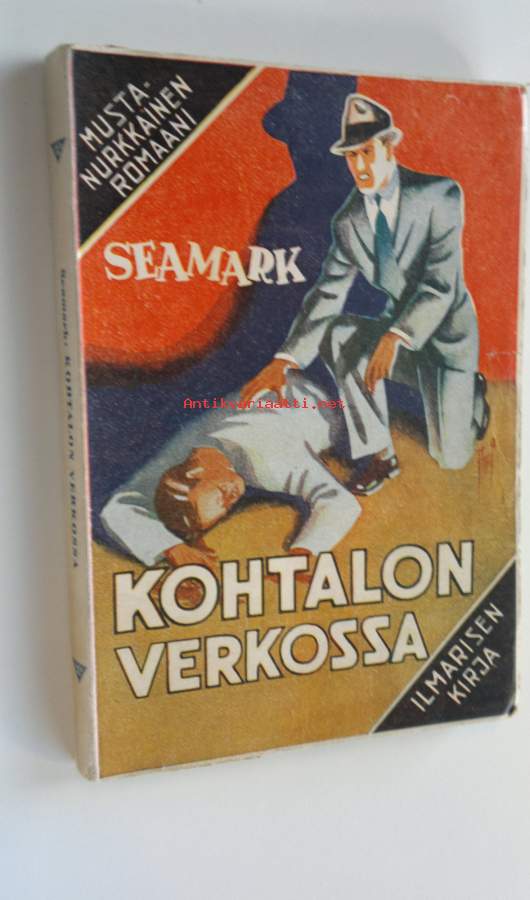 MUSTA-
NURKKAINEN
ROMAANI
SEAMARK
Antikvariaatti.net
KOHTALON
VERKOSSA
ILMARISEN
KIRJA
Seamark: KOHTALON VERKOSSA